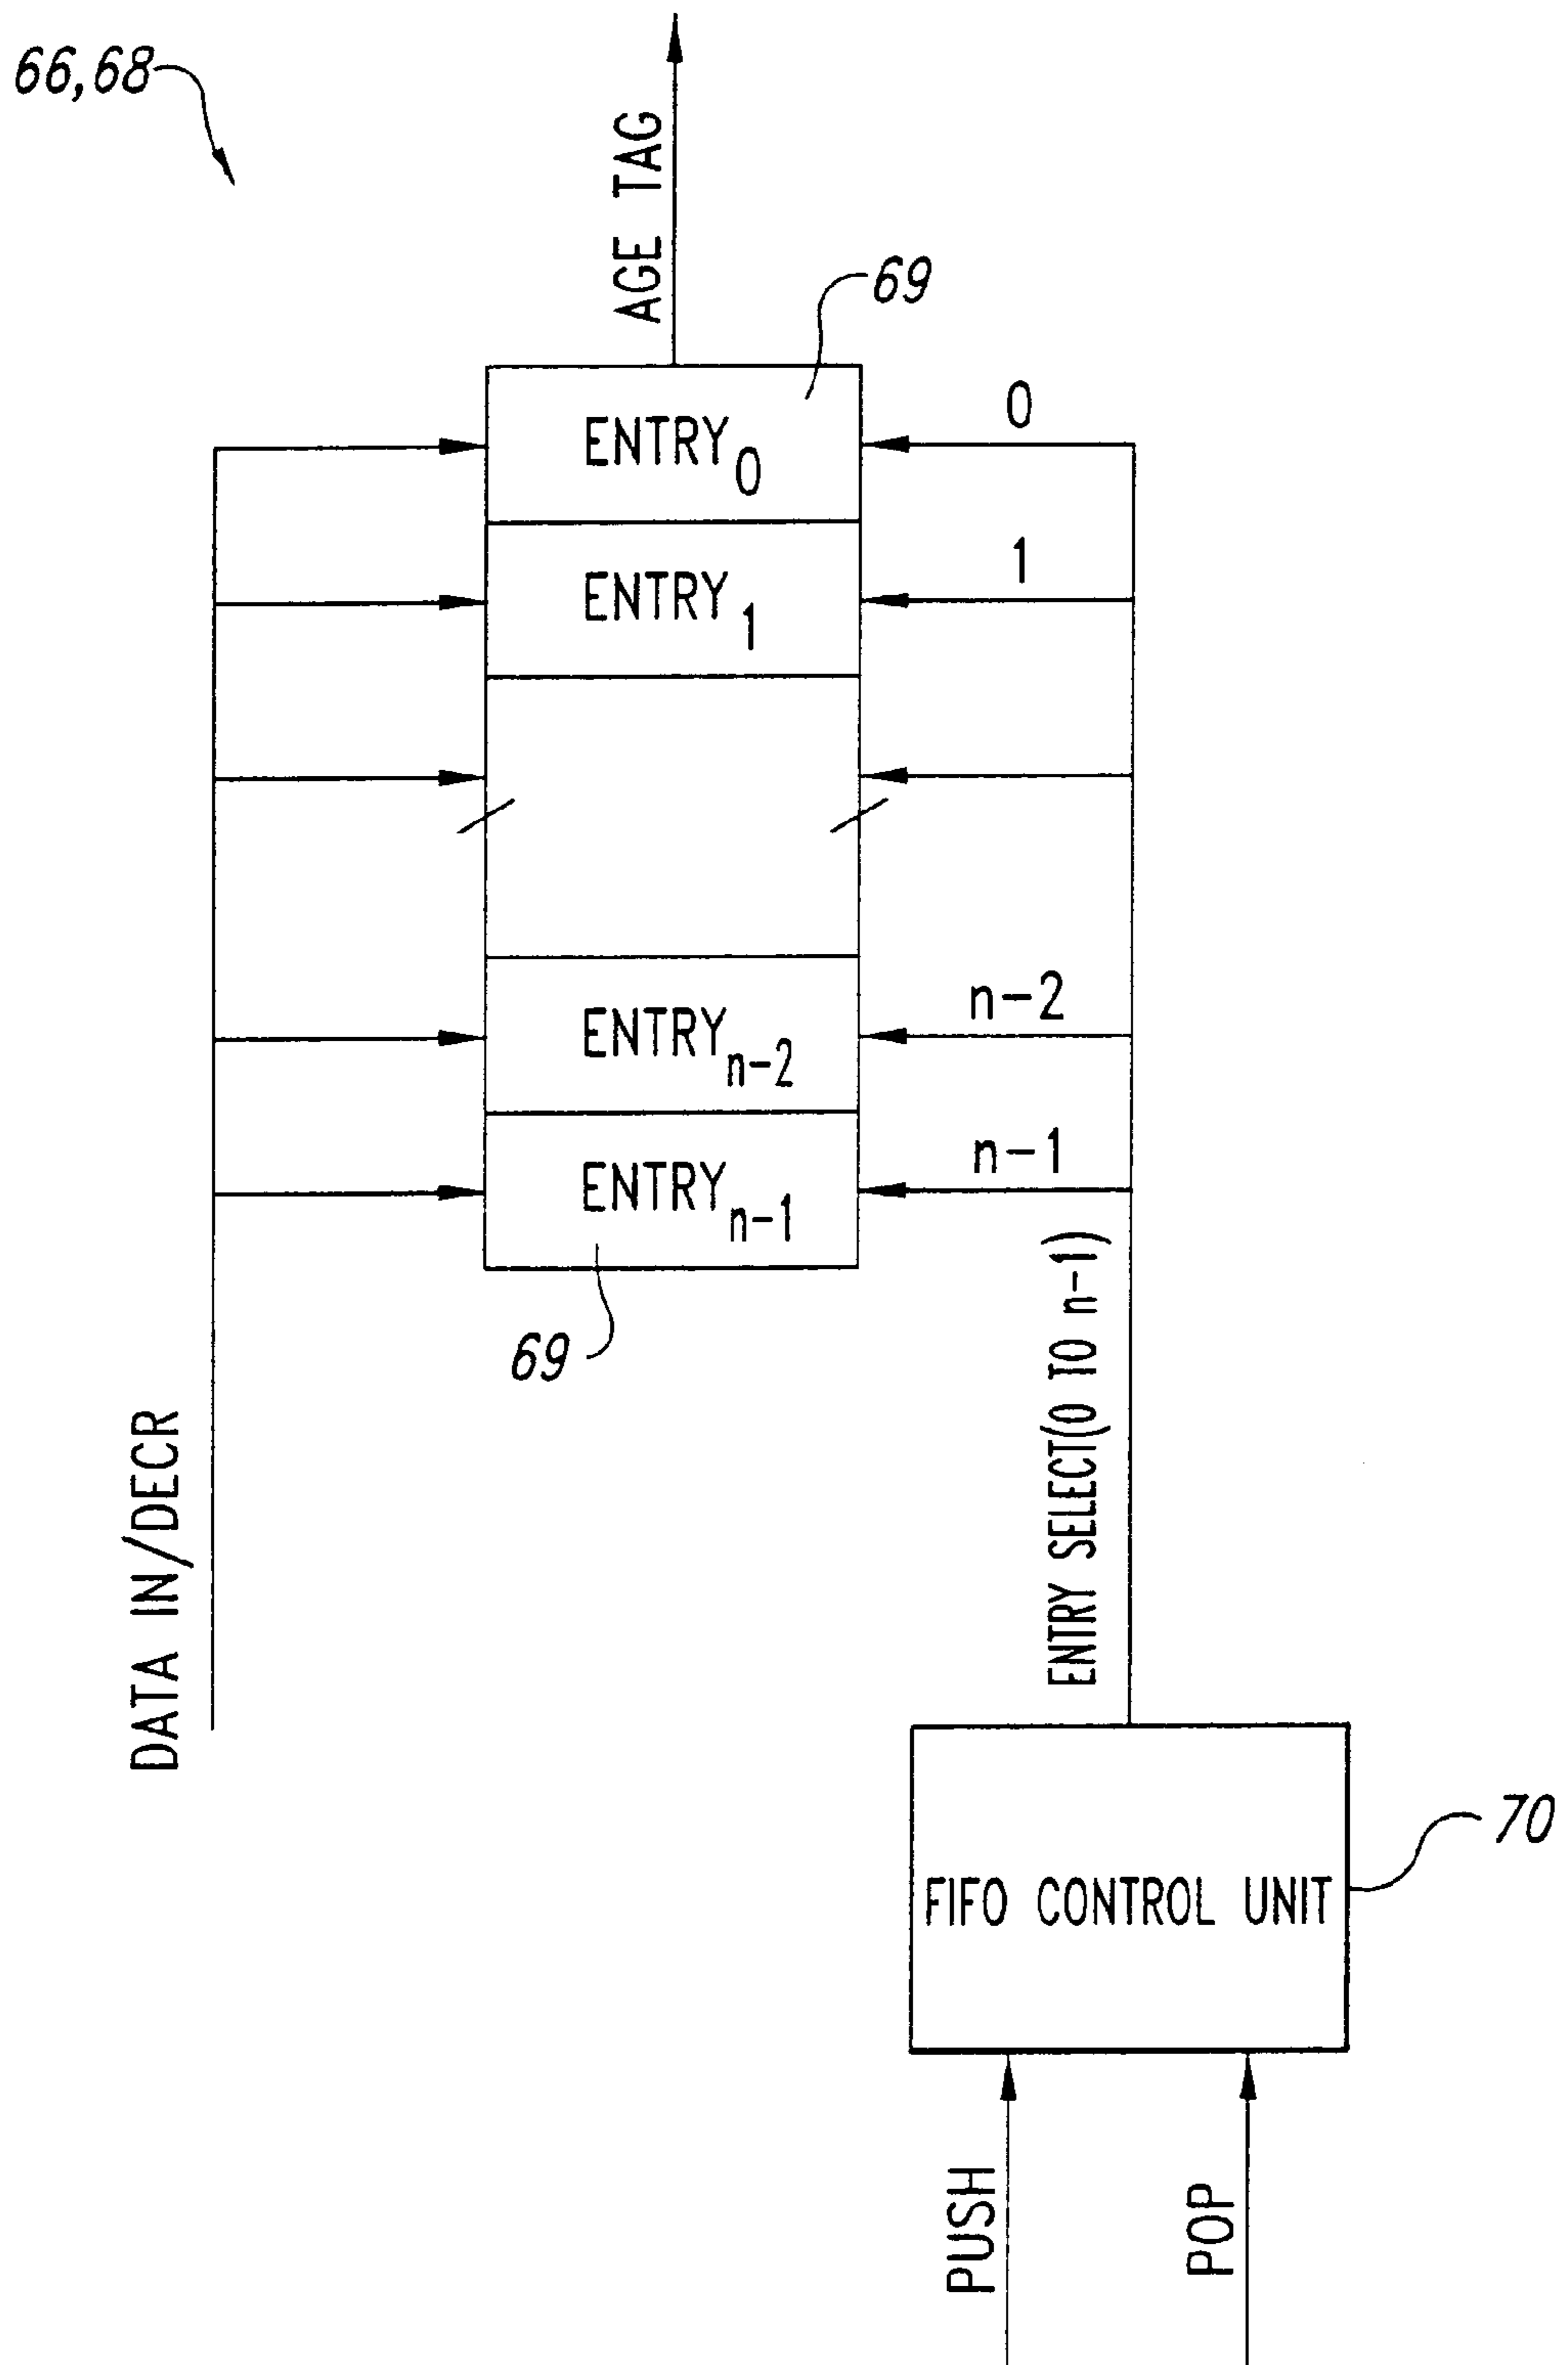 66,68
AGE TAG
69
0
ENTRY0
1
ENTRY1
n-2
ENTRYn-2
n-1
ENTRYn-1
69
ENTRY SELECT(0 TO n-1)
DATA IN/DECR
FIFO CONTROL UNIT
70
PUSH
POP